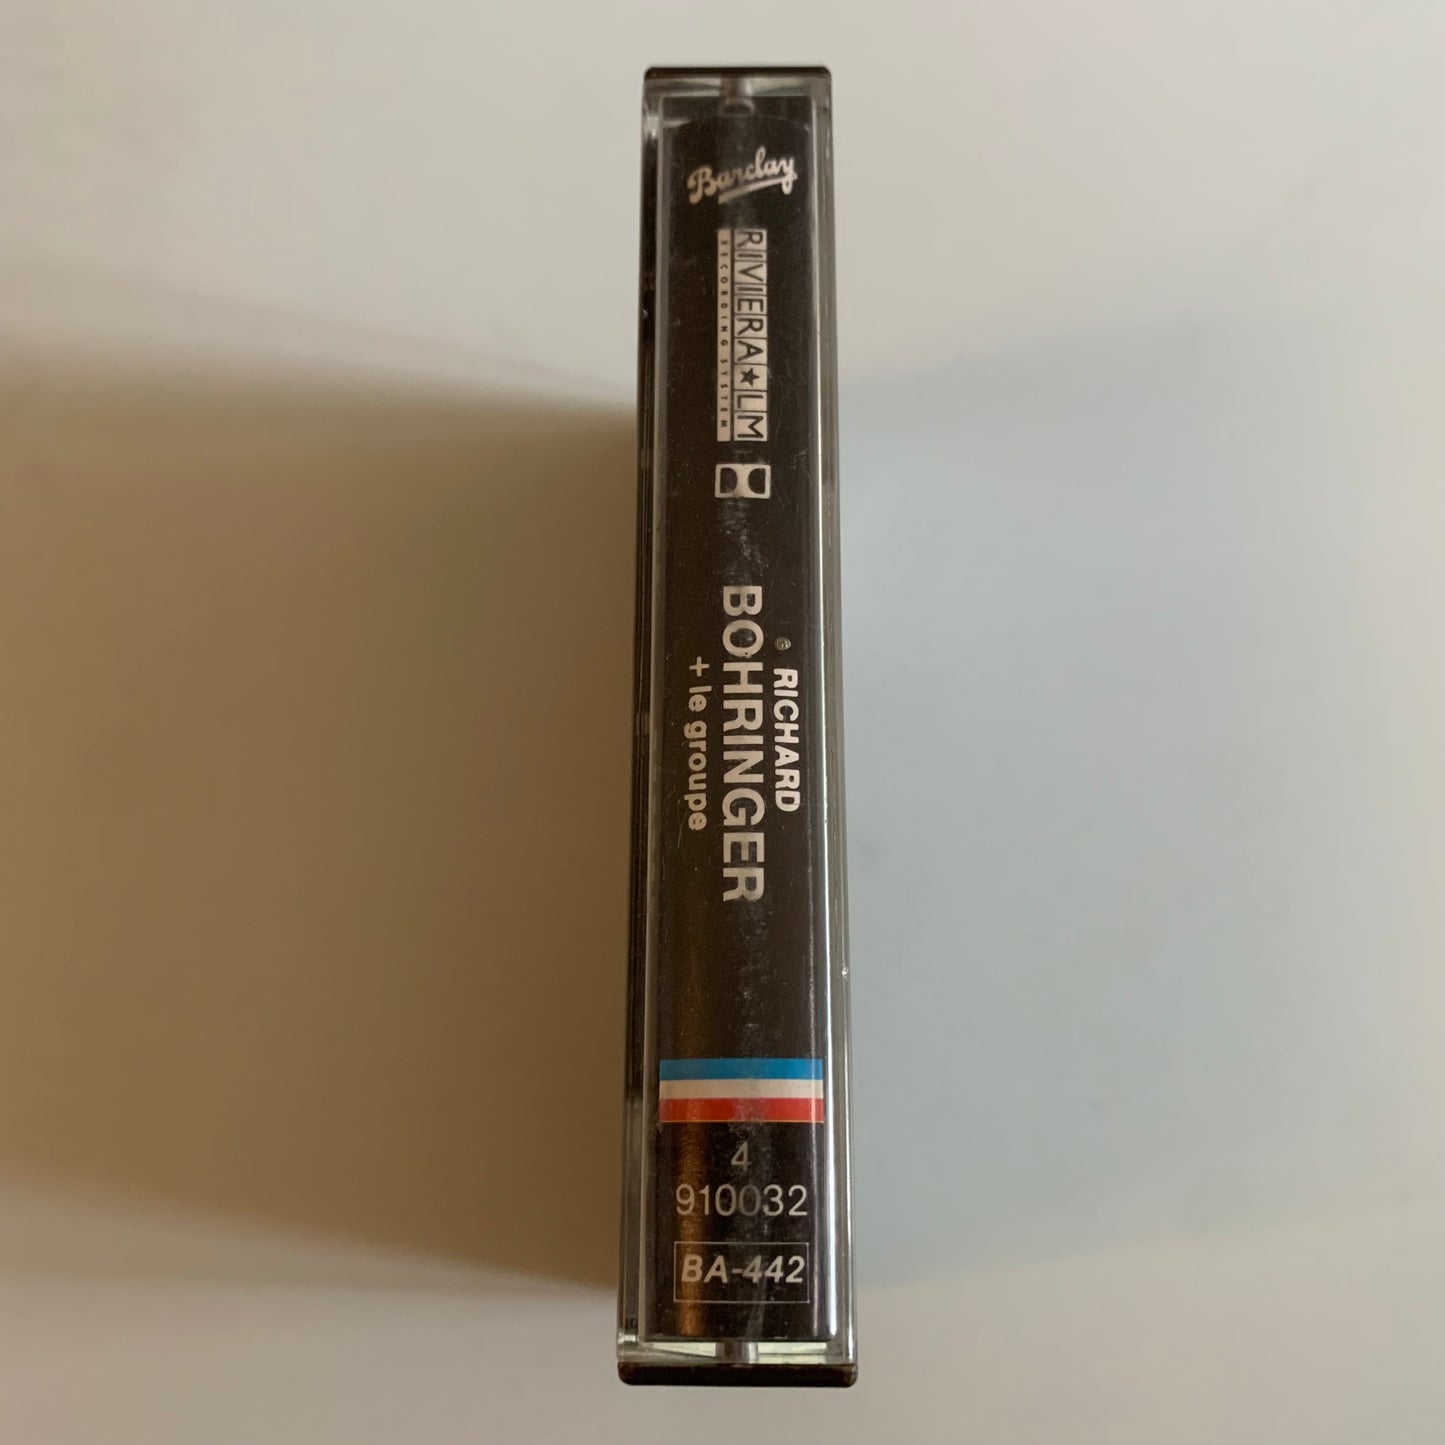 Barclay
RIVIERA★LM
RECORDING SYSTEM
RICHARD
BOHRINGER
+ le groupe
4
910032
BA-442